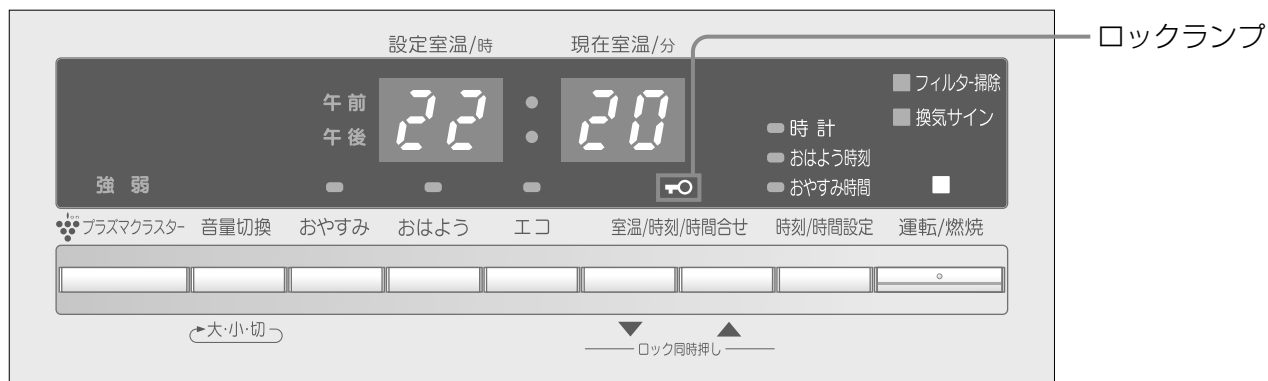 ロックランプ
設定室温/時
現在室温/分
午前
午後
22:20
フィルター掃除
換気サイン
時計
おはよう時刻
おやすみ時間
強 弱
ion
プラズマクラスター
音量切換
おやすみ
おはよう
エコ
室温/時刻/時間合せ
時刻/時間設定
運転/燃焼
大·小·切
▼ ▲
ロック同時押し